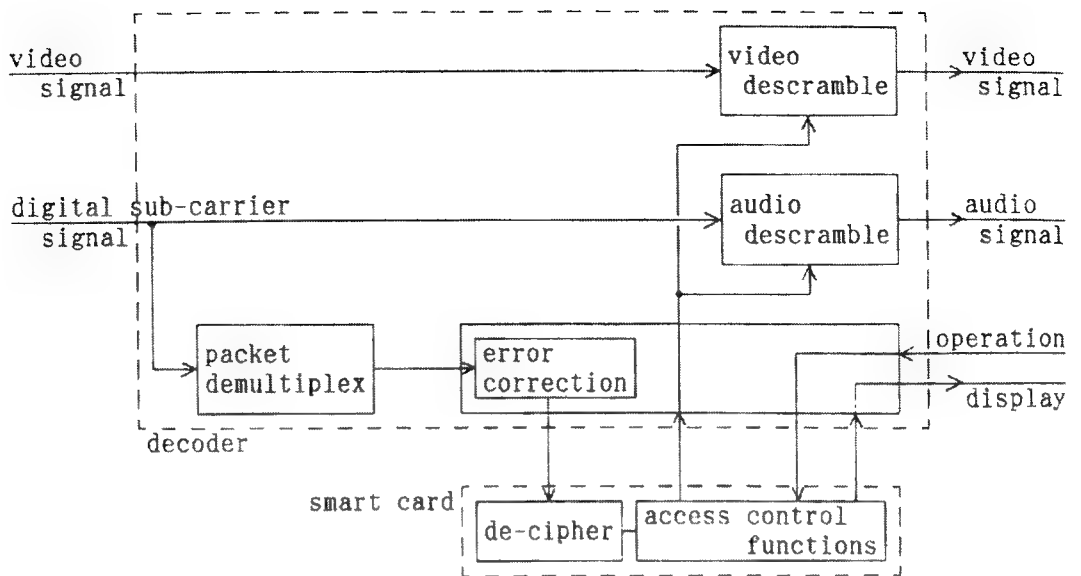 video
signal
video
descramble
video
signal
digital sub-carrier
signal
audio
descramble
audio
signal
packet
demultiplex
error
correction
operation
display
decoder
smart card
de-cipher
access control
functions